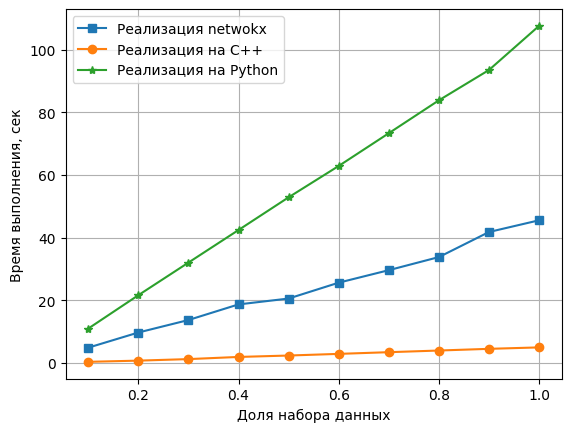 Реализация netwokx
Реализация на C++
Реализация на Python
Время выполнения, сек
100
80
60
40
20
0
0.2
0.4
0.6
0.8
1.0
Доля набора данных